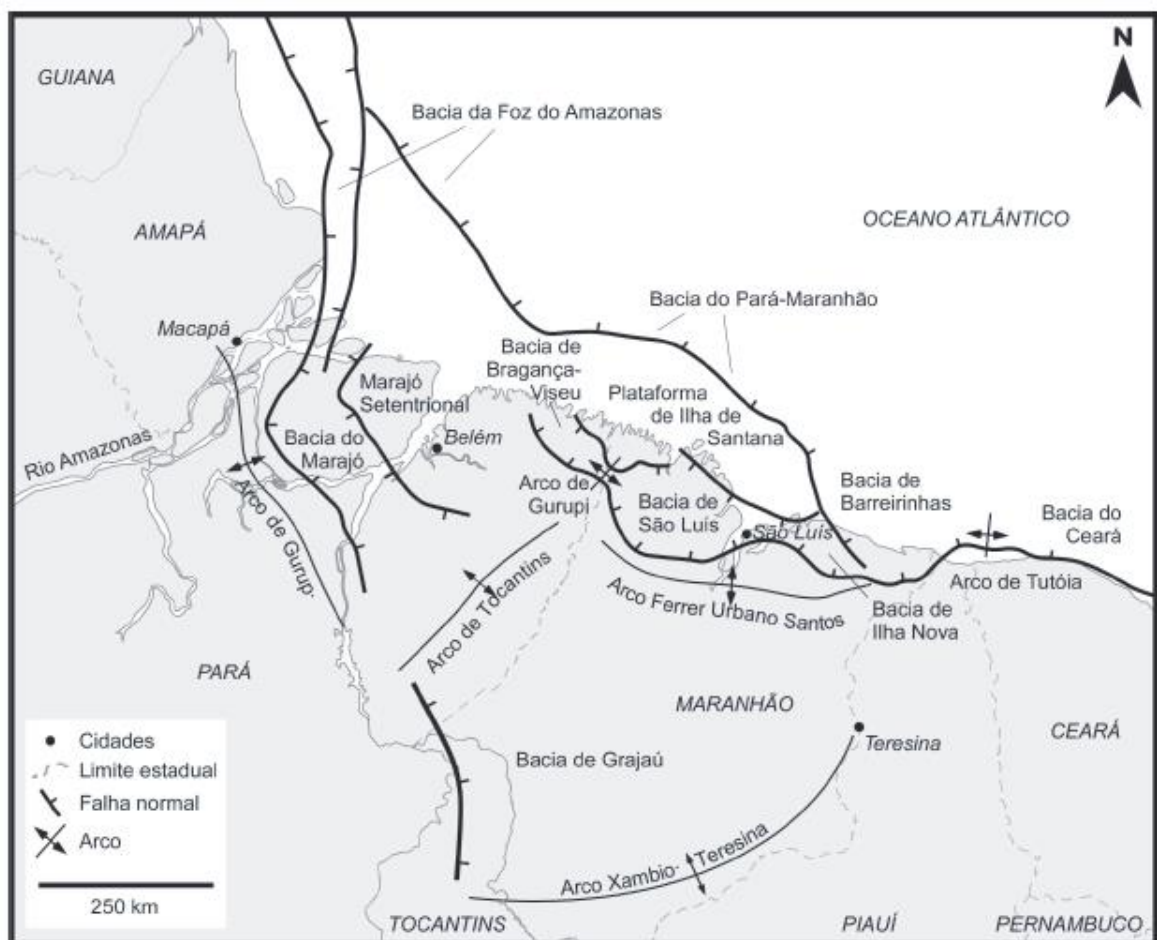 N
GUIANA
Bacia da Foz do Amazonas
AMAPÁ
OCEANO ATLÂNTICO
Bacia do Pará-Maranhão
Macapá
Bacia de
Bragança-
Viseu
Marajó
Setentrional
Plataforma
de Ilha de
Santana
Rio Amazonas
Bacia do
Marajó
Belém
Arco de
Gurupi
Bacia de
São Luís
Bacia de
Barreirinhas
São Luís
Bacia do
Ceará
Arco de Gurup-
Arco de Tocantins
Arco Ferrer Urbano Santos
Arco de Tutóia
Bacia de
Ilha Nova
PARÁ
MARANHÃO
CEARÁ
Teresina
Bacia de Grajaú
Arco Xambio-Teresina
Cidades
Limite estadual
Falha normal
Arco
250 km
TOCANTINS
PIAUÍ
PERNAMBUCO